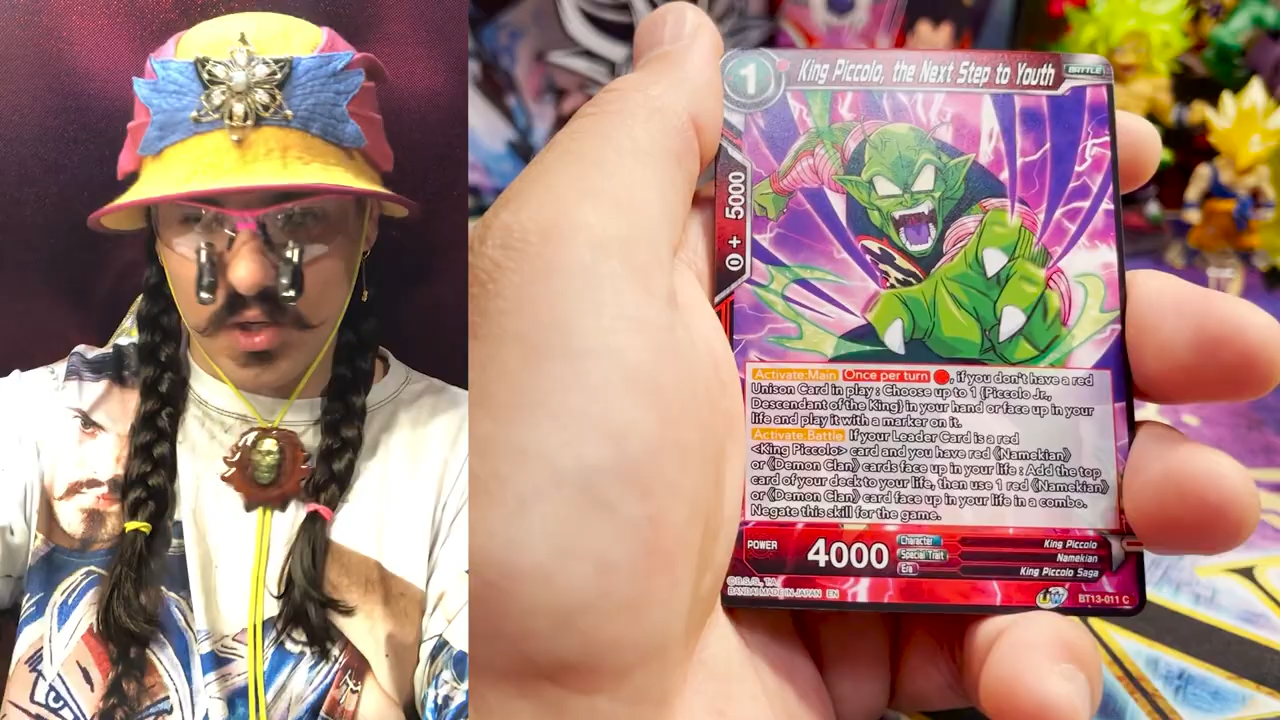 1 King Piccolo, the Next Step to Youth BATTLE
0 + 5000
Activate:Main Once per turn , if you don't have a red
Unison Card in play : Choose up to 1 {Piccolo Jr.,
Descendant of the King} in your hand or face up in your
life and play it with a marker on it.
Activate:Battle If your Leader Card is a red
<King Piccolo> card and you have red 《Namekian》
or 《Demon Clan》 cards face up in your life : Add the top
card of your deck to your life, then use 1 red 《Namekian》
or 《Demon Clan》 card face up in your life in a combo.
Negate this skill for the game.
POWER 4000
Character King Piccolo
Special Trait Namekian
Era King Piccolo Saga
©B.S./S., T.A.
BANDAI MADE IN JAPAN EN
UW BT13-011 C